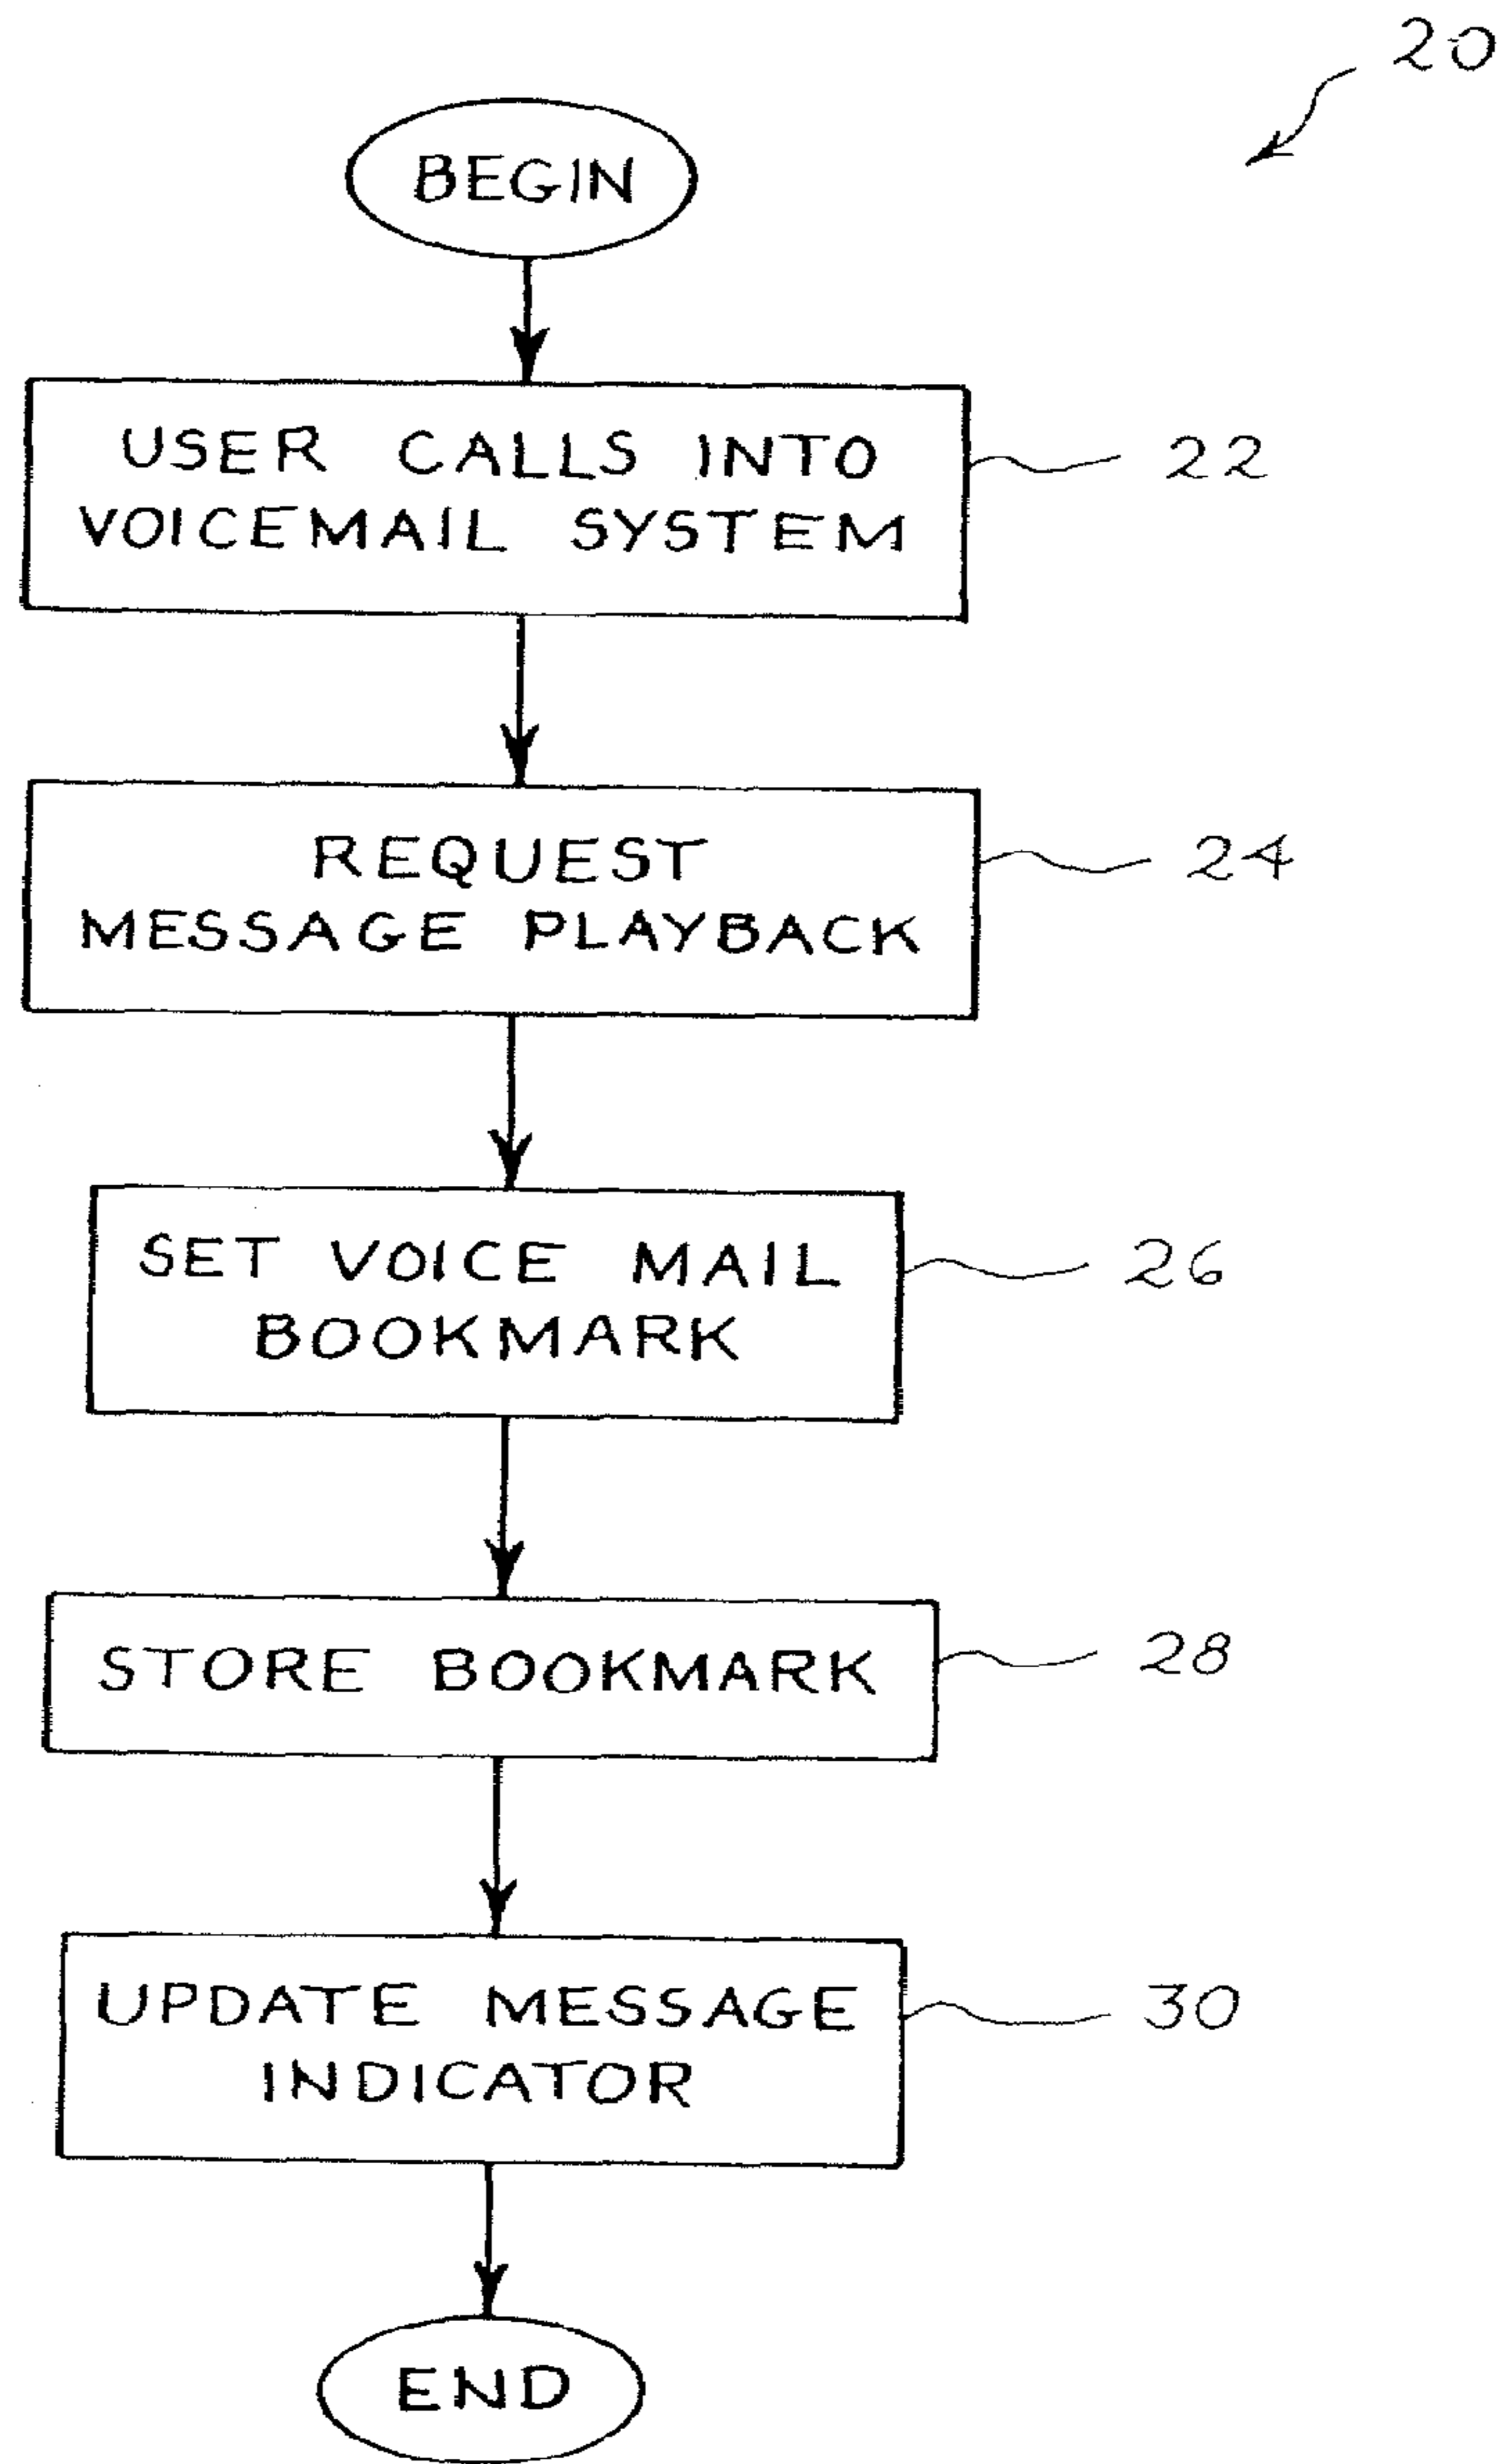 20
BEGIN
USER CALLS INTO
VOICEMAIL SYSTEM
22
REQUEST
MESSAGE PLAYBACK
24
SET VOICE MAIL
BOOKMARK
26
STORE BOOKMARK
28
UPDATE MESSAGE
INDICATOR
30
END